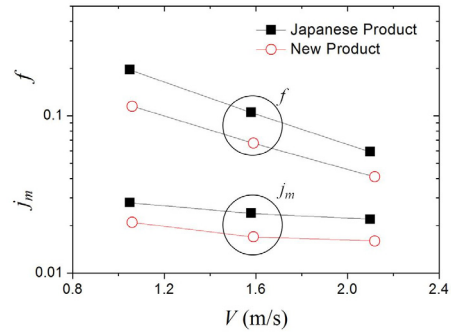 Japanese Product
New Product
f
0.1
f
j_m
j_m
0.01
0.8 1.2 1.6 2.0 2.4
V (m/s)